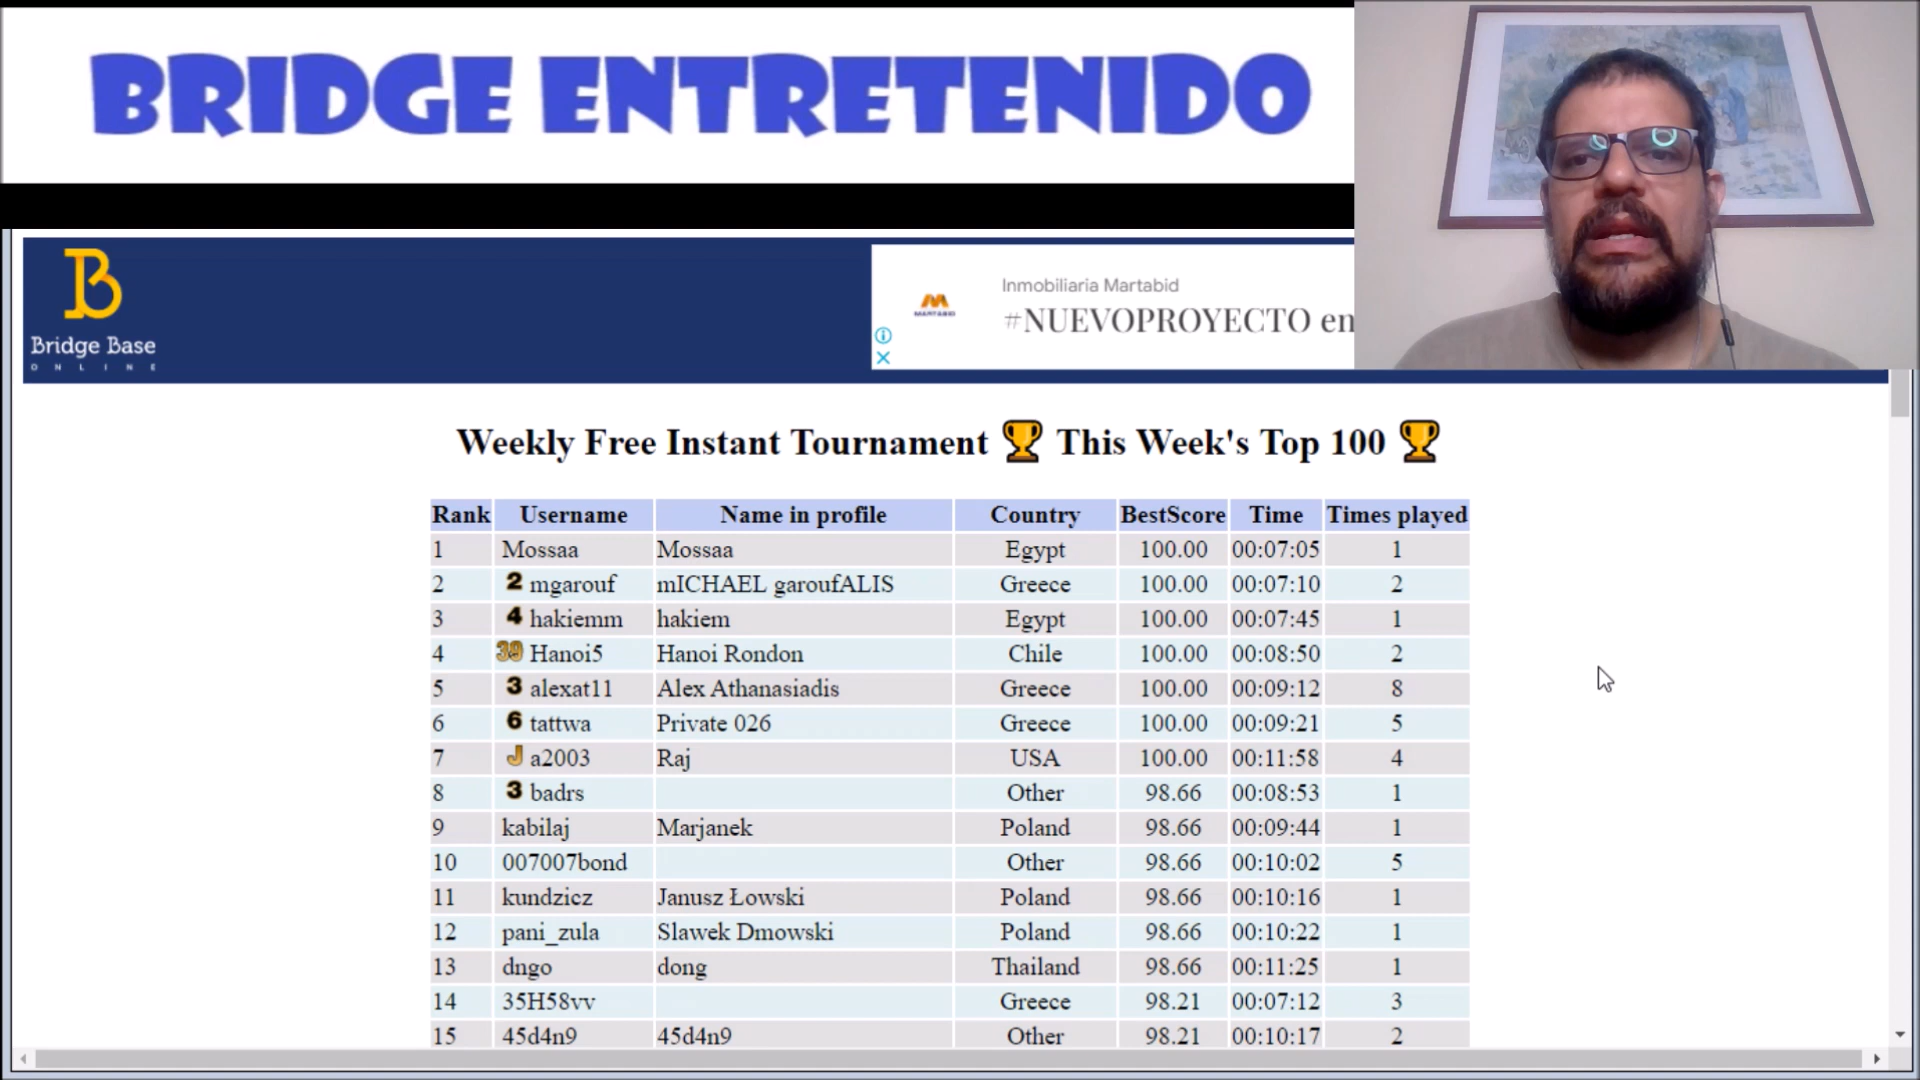 BRIDGE ENTRETENIDO
B
Bridge Base
ONLINE
Inmobiliaria Martabid
MARTABID
#NUEVOPROYECTO en
Weekly Free Instant Tournament 🏆 This Week's Top 100 🏆
Rank Username Name in profile Country BestScore Time Times played
1 Mossaa Mossaa Egypt 100.00 00:07:05 1
2 2 mgarouf mICHAEL garoufALIS Greece 100.00 00:07:10 2
3 4 hakiemm hakiem Egypt 100.00 00:07:45 1
4 39 Hanoi5 Hanoi Rondon Chile 100.00 00:08:50 2
5 3 alexat11 Alex Athanasiadis Greece 100.00 00:09:12 8
6 6 tattwa Private 026 Greece 100.00 00:09:21 5
7 J a2003 Raj USA 100.00 00:11:58 4
8 3 badrs Other 98.66 00:08:53 1
9 kabilaj Marjanek Poland 98.66 00:09:44 1
10 007007bond Other 98.66 00:10:02 5
11 kundzicz Janusz Łowski Poland 98.66 00:10:16 1
12 pani_zula Slawek Dmowski Poland 98.66 00:10:22 1
13 dngo dong Thailand 98.66 00:11:25 1
14 35H58vv Greece 98.21 00:07:12 3
15 45d4n9 45d4n9 Other 98.21 00:10:17 2